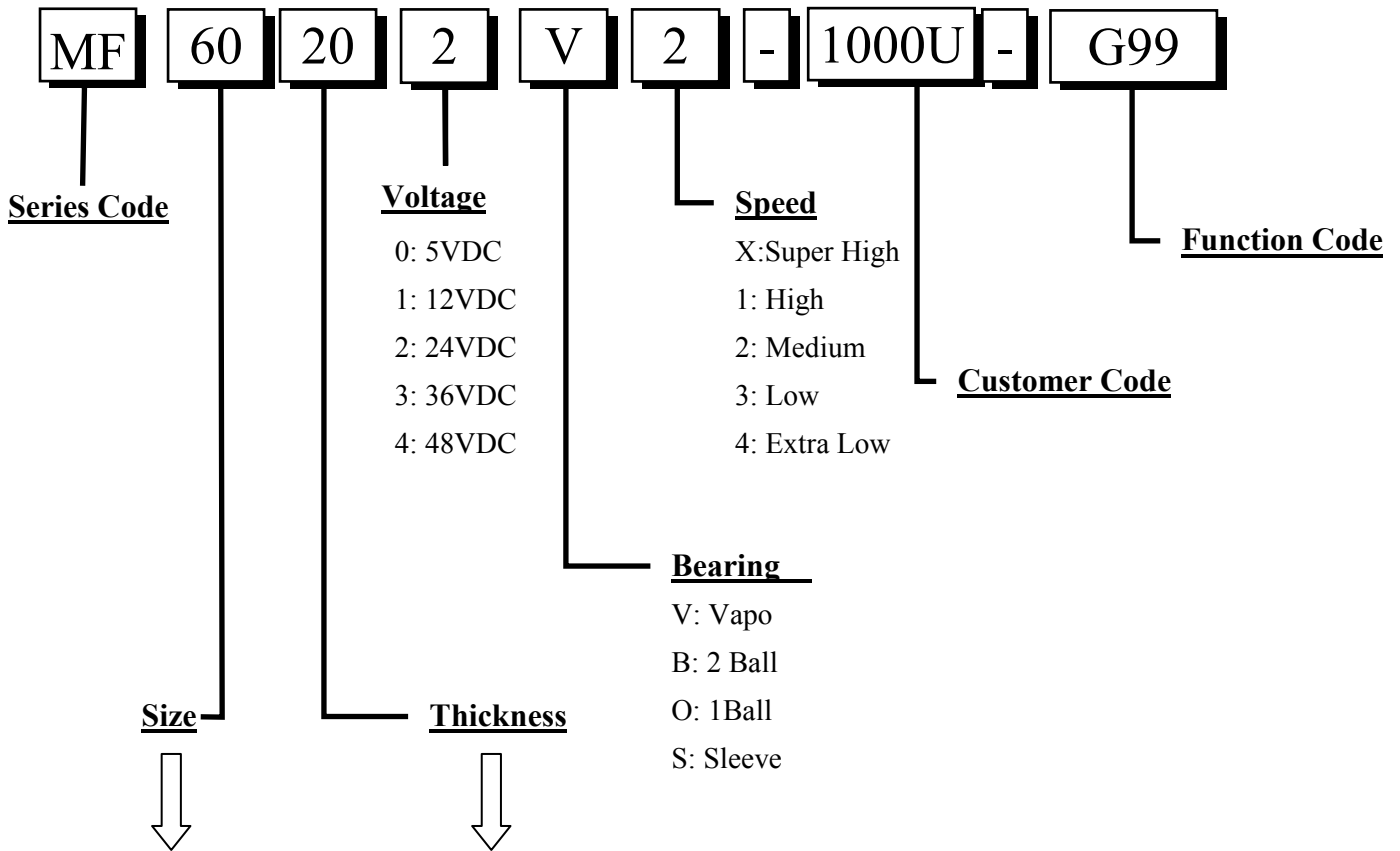 MF 60 20 2 V 2 - 1000U - G99
Series Code
Voltage
0: 5VDC
1: 12VDC
2: 24VDC
3: 36VDC
4: 48VDC
Speed
X:Super High
1: High
2: Medium
3: Low
4: Extra Low
Function Code
Customer Code
Bearing
V: Vapo
B: 2 Ball
O: 1Ball
S: Sleeve
Size
Thickness